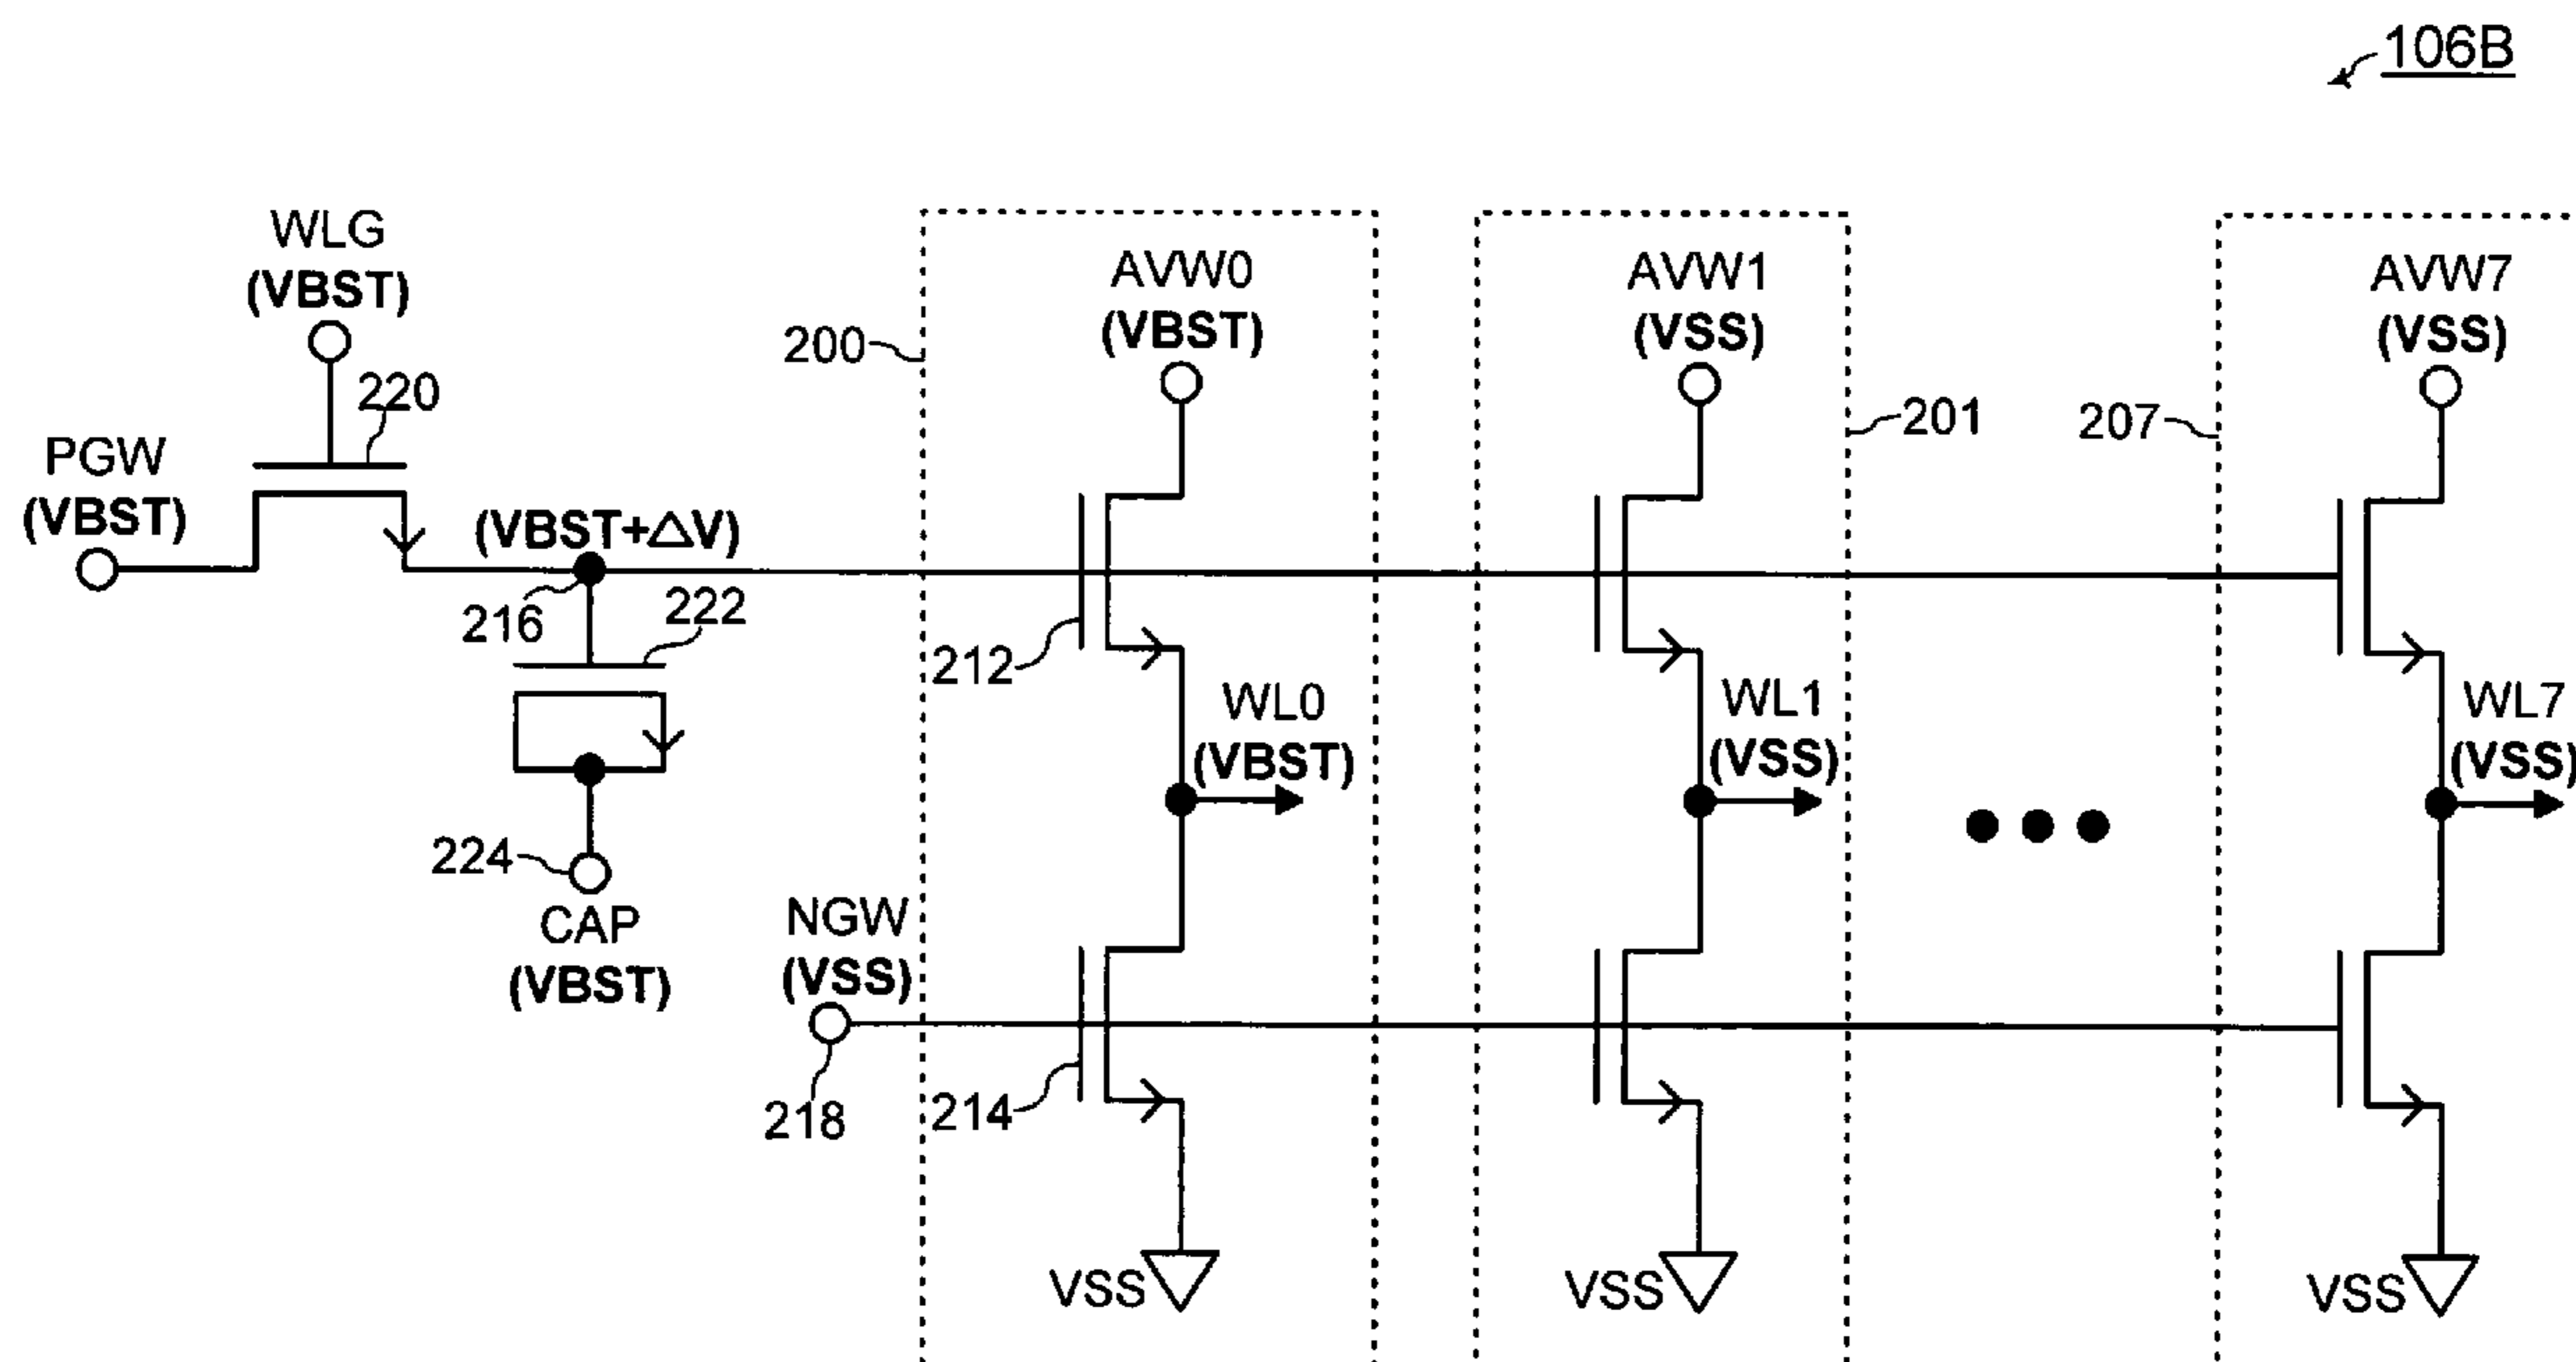 106B
WLG
(VBST)
220
PGW
(VBST)
(VBST+△V)
216
222
224
CAP
(VBST)
NGW
(VSS)
218
200
AVW0
(VBST)
212
WL0
(VBST)
214
VSS
AVW1
(VSS)
201
WL1
(VSS)
VSS
207
AVW7
(VSS)
WL7
(VSS)
VSS